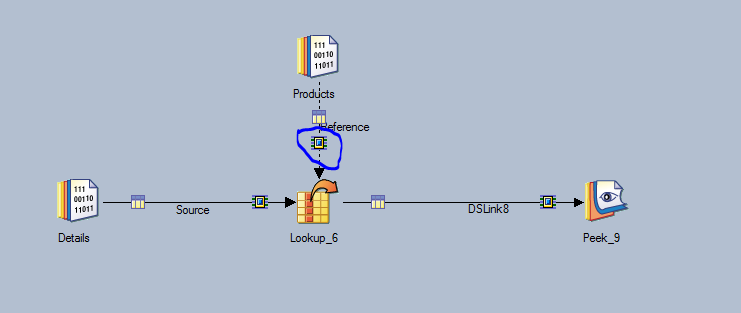 111
00110
11011
Products
Reference
111
00110
11011
Source
DSLink8
Details
Lookup_6
Peek_9